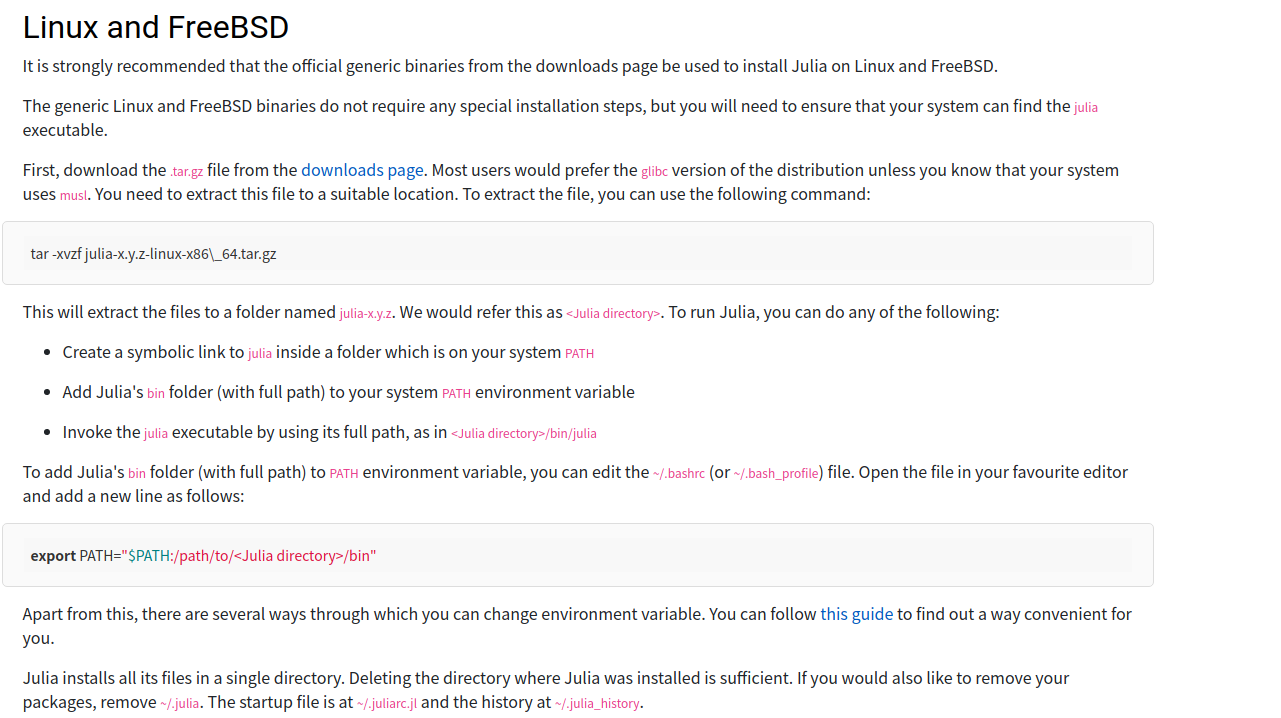 Linux and FreeBSD
It is strongly recommended that the official generic binaries from the downloads page be used to install Julia on Linux and FreeBSD.
The generic Linux and FreeBSD binaries do not require any special installation steps, but you will need to ensure that your system can find the julia
executable.
First, download the .tar.gz file from the downloads page. Most users would prefer the glibc version of the distribution unless you know that your system
uses musl. You need to extract this file to a suitable location. To extract the file, you can use the following command:
tar -xvzf julia-x.y.z-linux-x86\_64.tar.gz
This will extract the files to a folder named julia-x.y.z. We would refer this as <Julia directory>. To run Julia, you can do any of the following:
• Create a symbolic link to julia inside a folder which is on your system PATH
• Add Julia's bin folder (with full path) to your system PATH environment variable
• Invoke the julia executable by using its full path, as in <Julia directory>/bin/julia
To add Julia's bin folder (with full path) to PATH environment variable, you can edit the ~/.bashrc (or ~/.bash_profile) file. Open the file in your favourite editor
and add a new line as follows:
export PATH="$PATH:/path/to/<Julia directory>/bin"
Apart from this, there are several ways through which you can change environment variable. You can follow this guide to find out a way convenient for
you.
Julia installs all its files in a single directory. Deleting the directory where Julia was installed is sufficient. If you would also like to remove your
packages, remove ~/.julia. The startup file is at ~/.juliarc.jl and the history at ~/.julia_history.